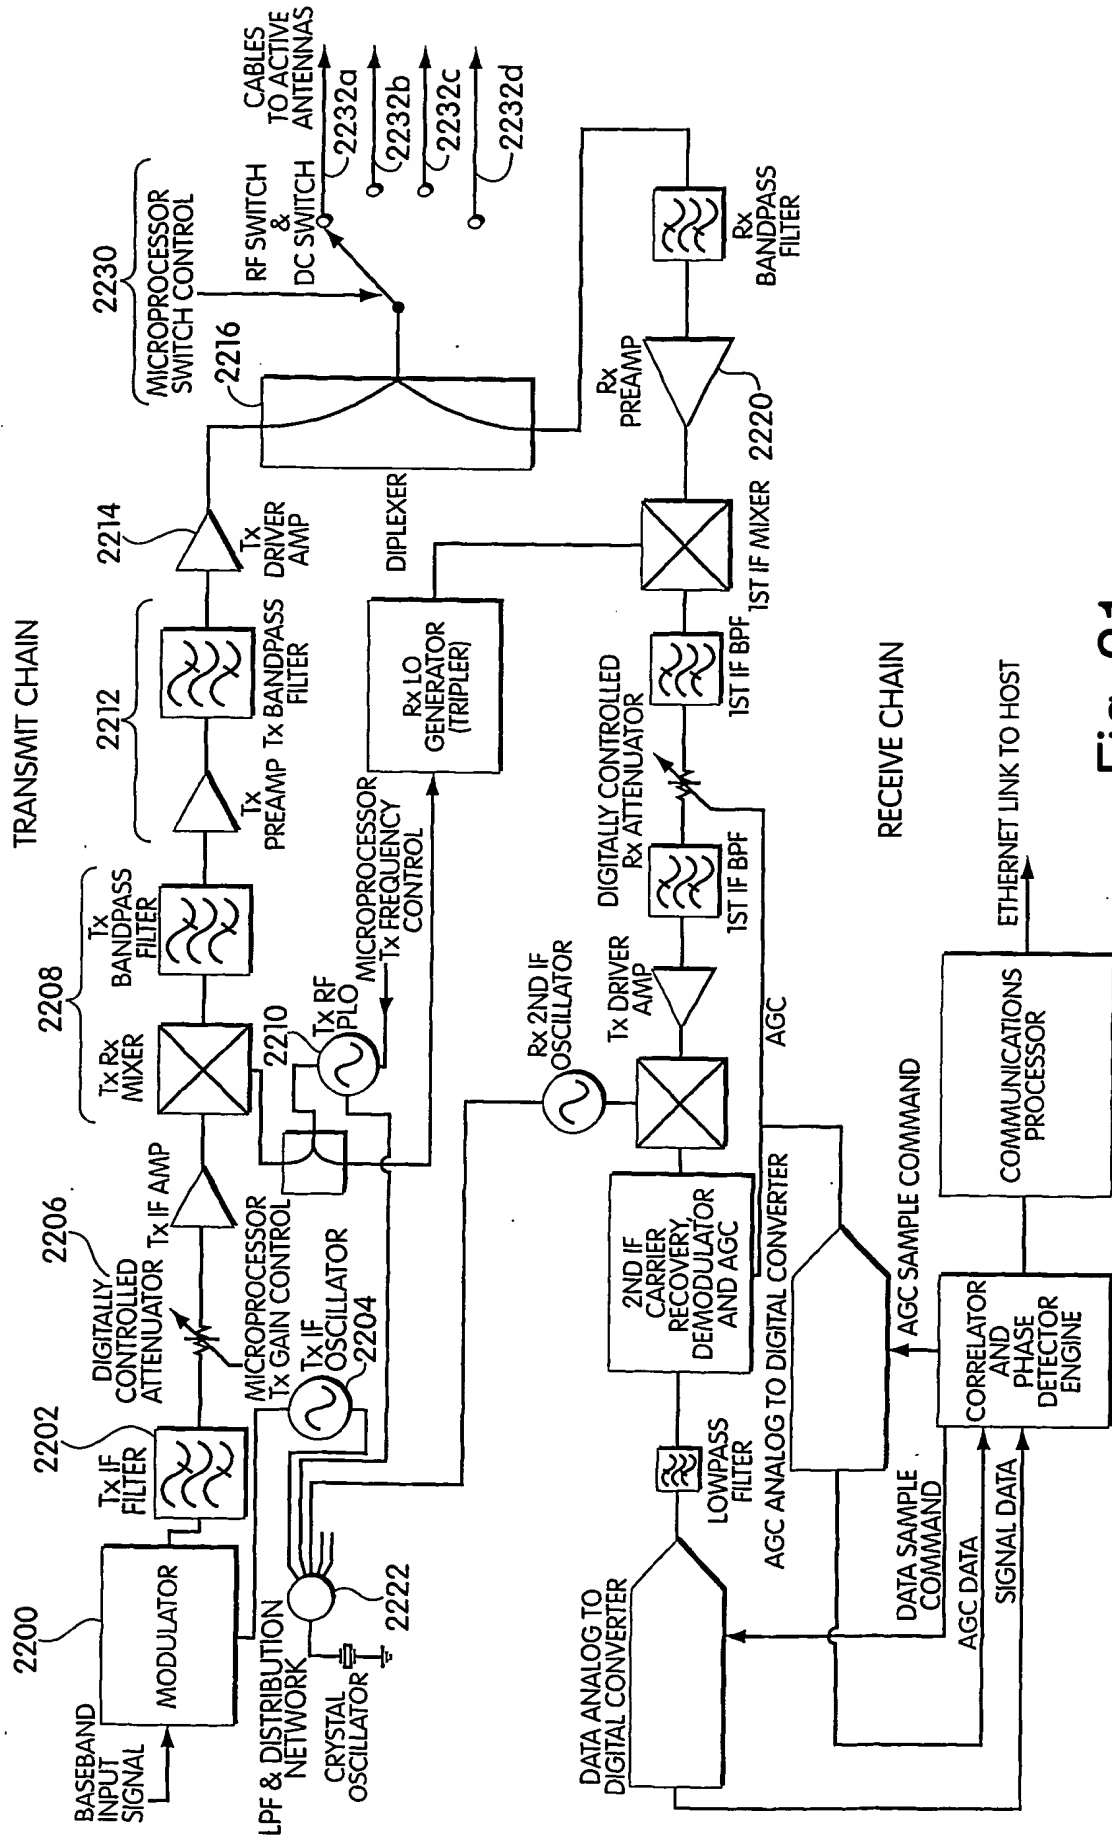 TRANSMIT CHAIN
BASEBAND
INPUT
SIGNAL
2200
MODULATOR
2202
Tx IF
FILTER
DIGITALLY
CONTROLLED
ATTENUATOR
2206
Tx IF AMP
2208
Tx Rx
MIXER
Tx
BANDPASS
FILTER
2212
Tx
PREAMP
Tx BANDPASS
FILTER
2214
Tx
DRIVER
AMP
2216
DIPLEXER
2230
MICROPROCESSOR
SWITCH CONTROL
RF SWITCH
&
DC SWITCH
CABLES
TO ACTIVE
ANTENNAS
2232a
2232b
2232c
2232d
MICROPROCESSOR
Tx GAIN CONTROL
Tx IF
OSCILLATOR
2204
2210
Tx RF
PLO
MICROPROCESSOR
Tx FREQUENCY
CONTROL
Rx LO
GENERATOR
(TRIPLER)
LPF & DISTRIBUTION
NETWORK
2222
CRYSTAL
OSCILLATOR
Rx
BANDPASS
FILTER
Rx
PREAMP
2220
1ST IF MIXER
1ST IF BPF
DIGITALLY CONTROLLED
Rx ATTENUATOR
1ST IF BPF
Tx DRIVER
AMP
Rx 2ND IF
OSCILLATOR
2ND IF
CARRIER
RECOVERY,
DEMODULATOR
AND AGC
AGC
LOWPASS
FILTER
DATA ANALOG TO
DIGITAL CONVERTER
AGC ANALOG TO DIGITAL CONVERTER
RECEIVE CHAIN
DATA SAMPLE
COMMAND
AGC DATA
SIGNAL DATA
AGC SAMPLE COMMAND
CORRELATOR
AND
PHASE
DETECTOR
ENGINE
COMMUNICATIONS
PROCESSOR
ETHERNET LINK TO HOST